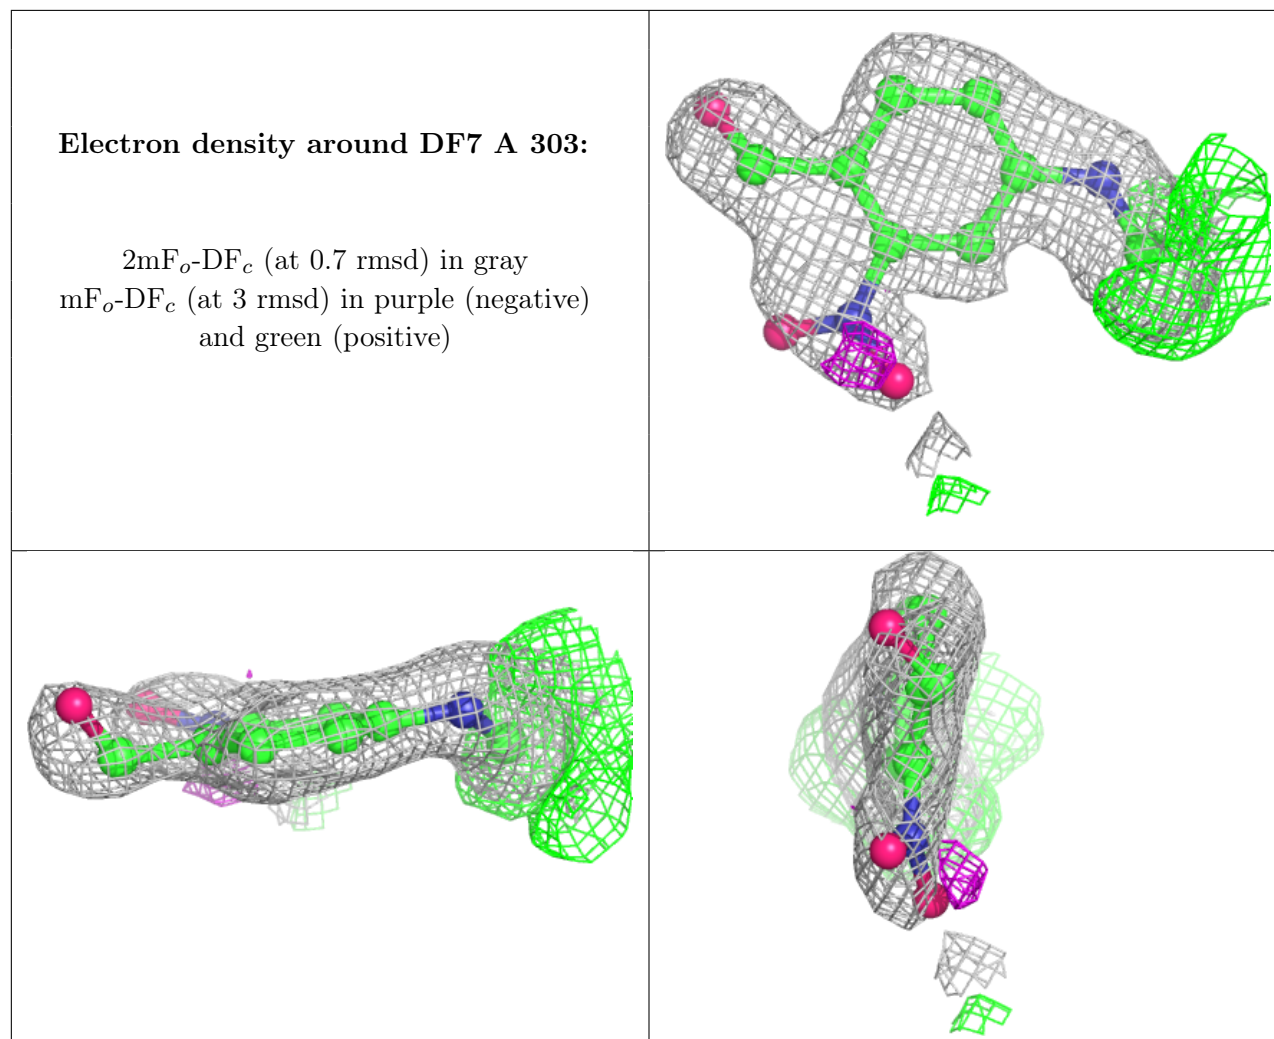 Electron density around DF7 A 303:
2mFo-DFc (at 0.7 rmsd) in gray
mFo-DFc (at 3 rmsd) in purple (negative)
and green (positive)